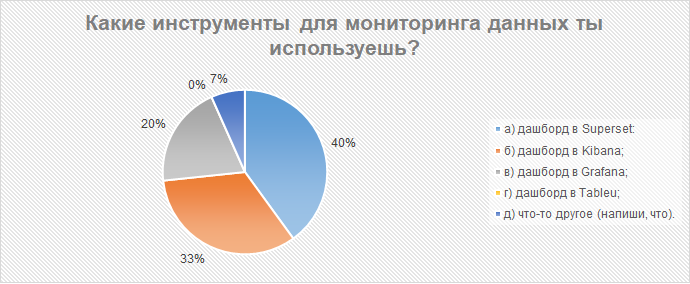 Какие инструменты для мониторинга данных ты
используешь?
0%
7%
40%
20%
33%
а) дашборд в Superset:
б) дашборд в Kibana;
в) дашборд в Grafana;
г) дашборд в Tableu;
д) что-то другое (напиши, что).